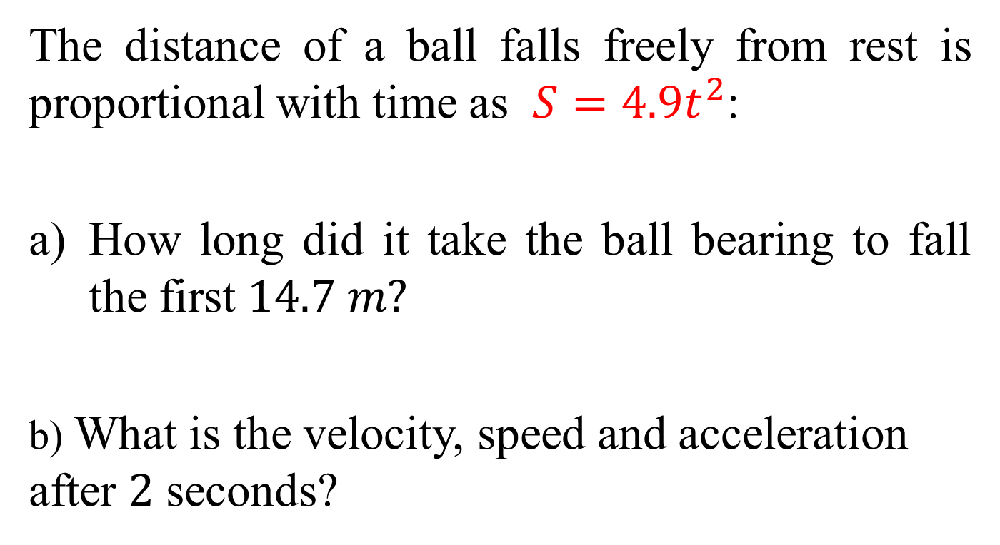 The distance of a ball falls freely from rest is
proportional with time as S = 4.9t²:
a) How long did it take the ball bearing to fall
the first 14.7 m?
b) What is the velocity, speed and acceleration
after 2 seconds?